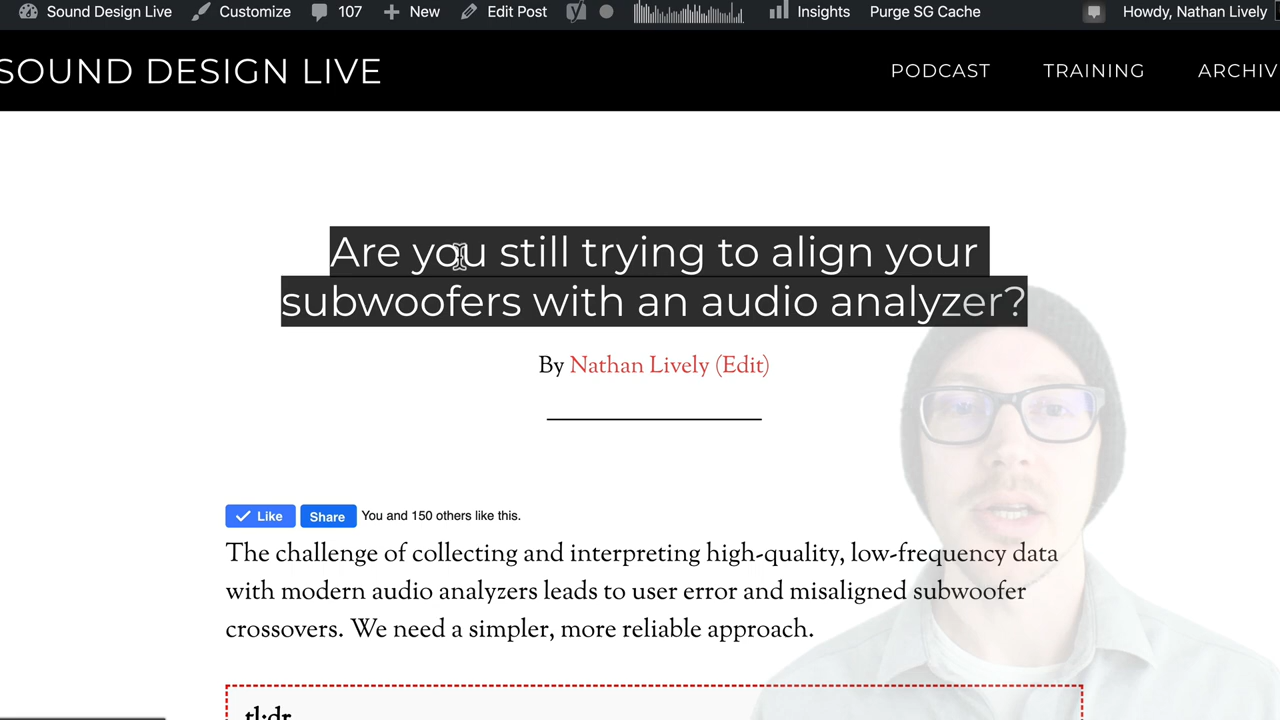 Sound Design Live Customize 107 New Edit Post Insights Purge SG Cache Howdy, Nathan Lively
SOUND DESIGN LIVE PODCAST TRAINING ARCHIV
Are you still trying to align your
subwoofers with an audio analyzer?
By Nathan Lively (Edit)
Like Share You and 150 others like this.
The challenge of collecting and interpreting high-quality, low-frequency data
with modern audio analyzers leads to user error and misaligned subwoofer
crossovers. We need a simpler, more reliable approach.
tl;dr